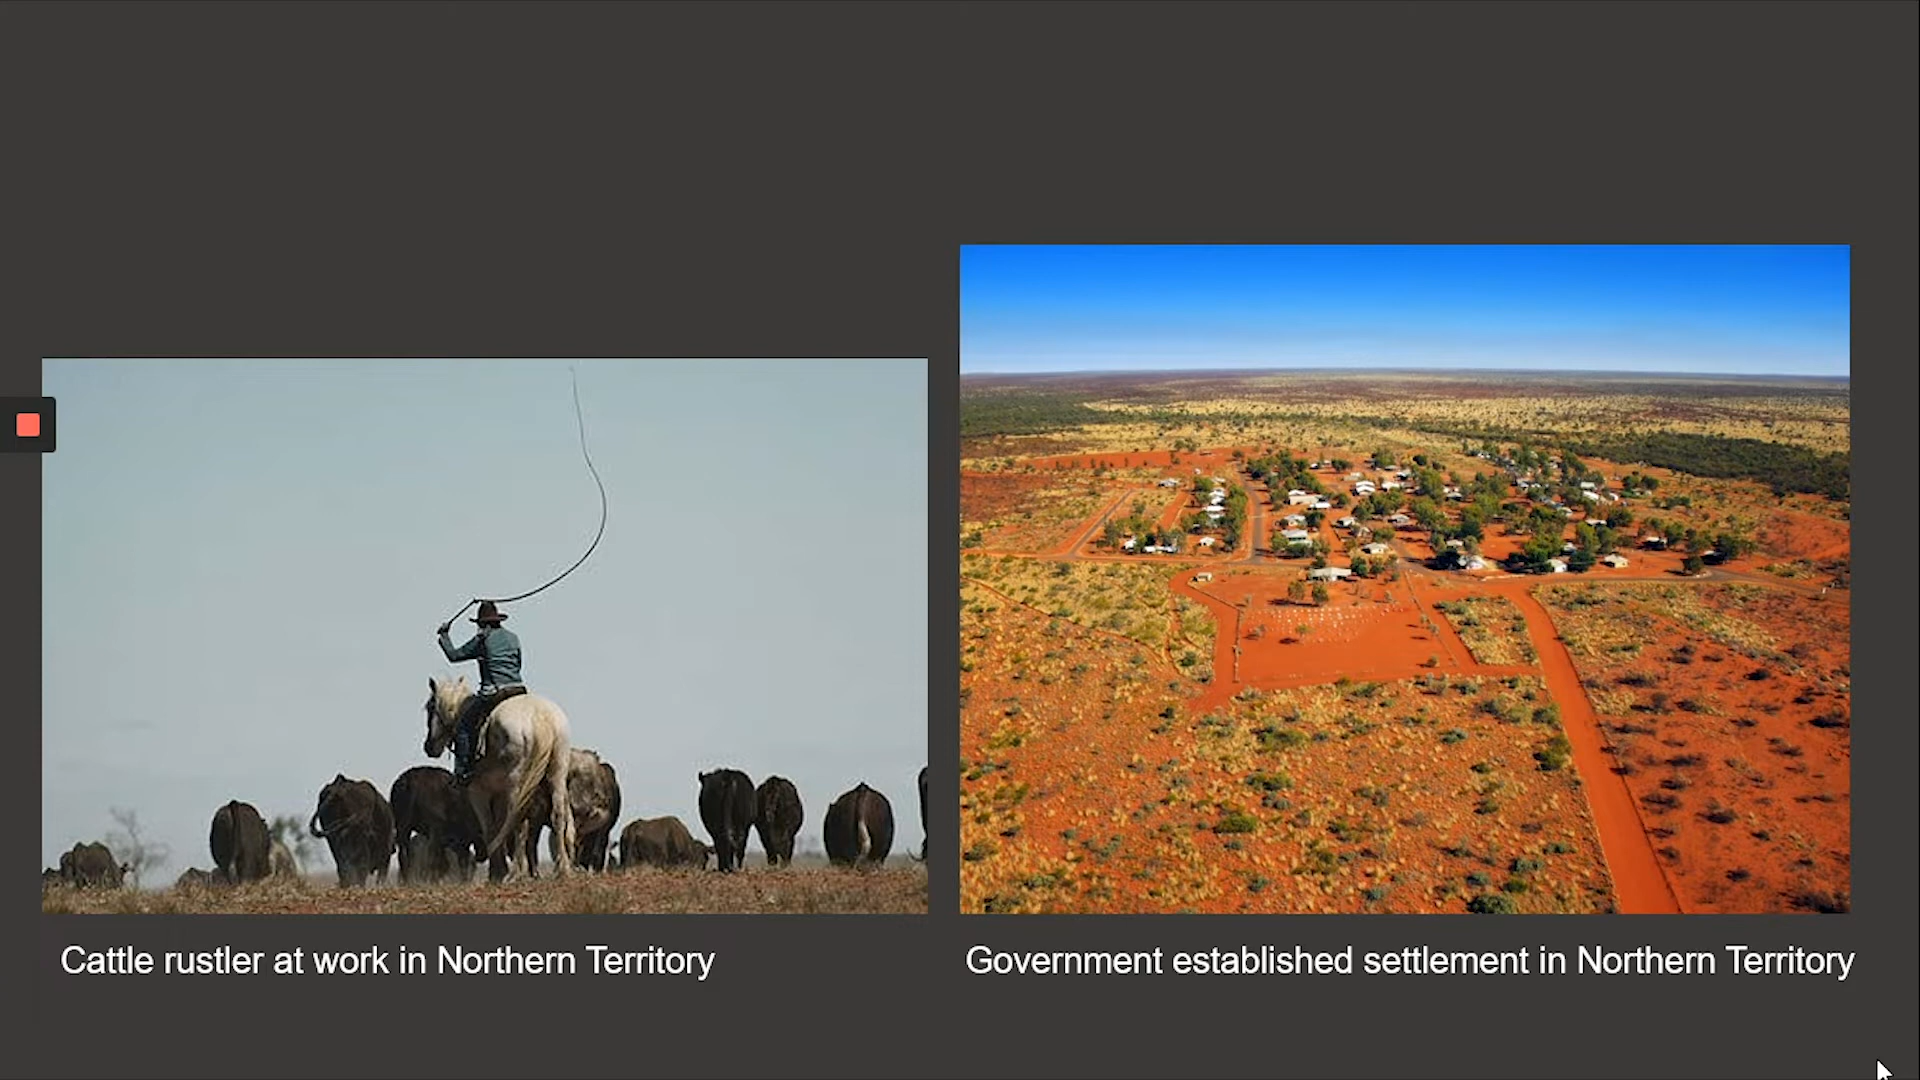 Cattle rustler at work in Northern Territory
Government established settlement in Northern Territory